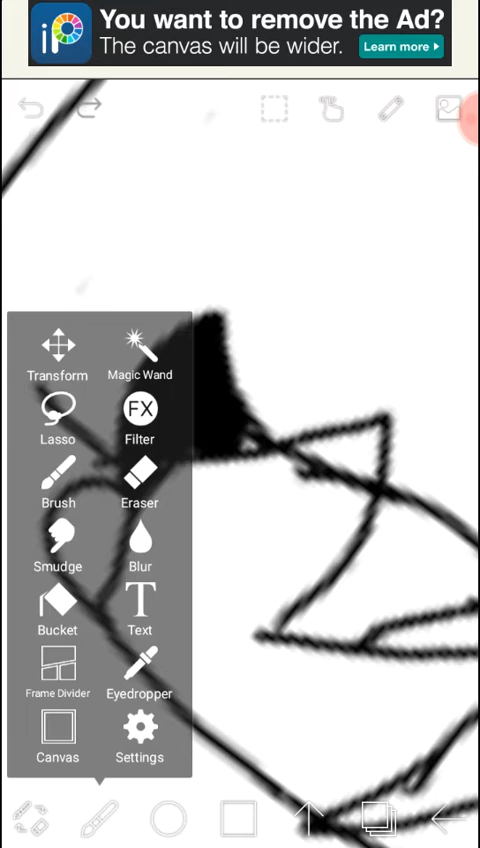 iP
You want to remove the Ad?
The canvas will be wider.
Learn more
Transform
Magic Wand
Lasso
FX
Filter
Brush
Eraser
Smudge
Blur
Bucket
T
Text
Frame Divider
Eyedropper
Canvas
Settings